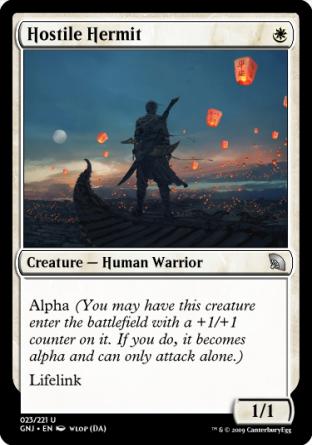 Hostile Hermit
Creature — Human Warrior
Alpha (You may have this creature
enter the battlefield with a +1/+1
counter on it. If you do, it becomes
alpha and can only attack alone.)
Lifelink
1/1
023/221 U
GNJ • EN WLOP (DA)
™ & © 2019 CanterburyEgg